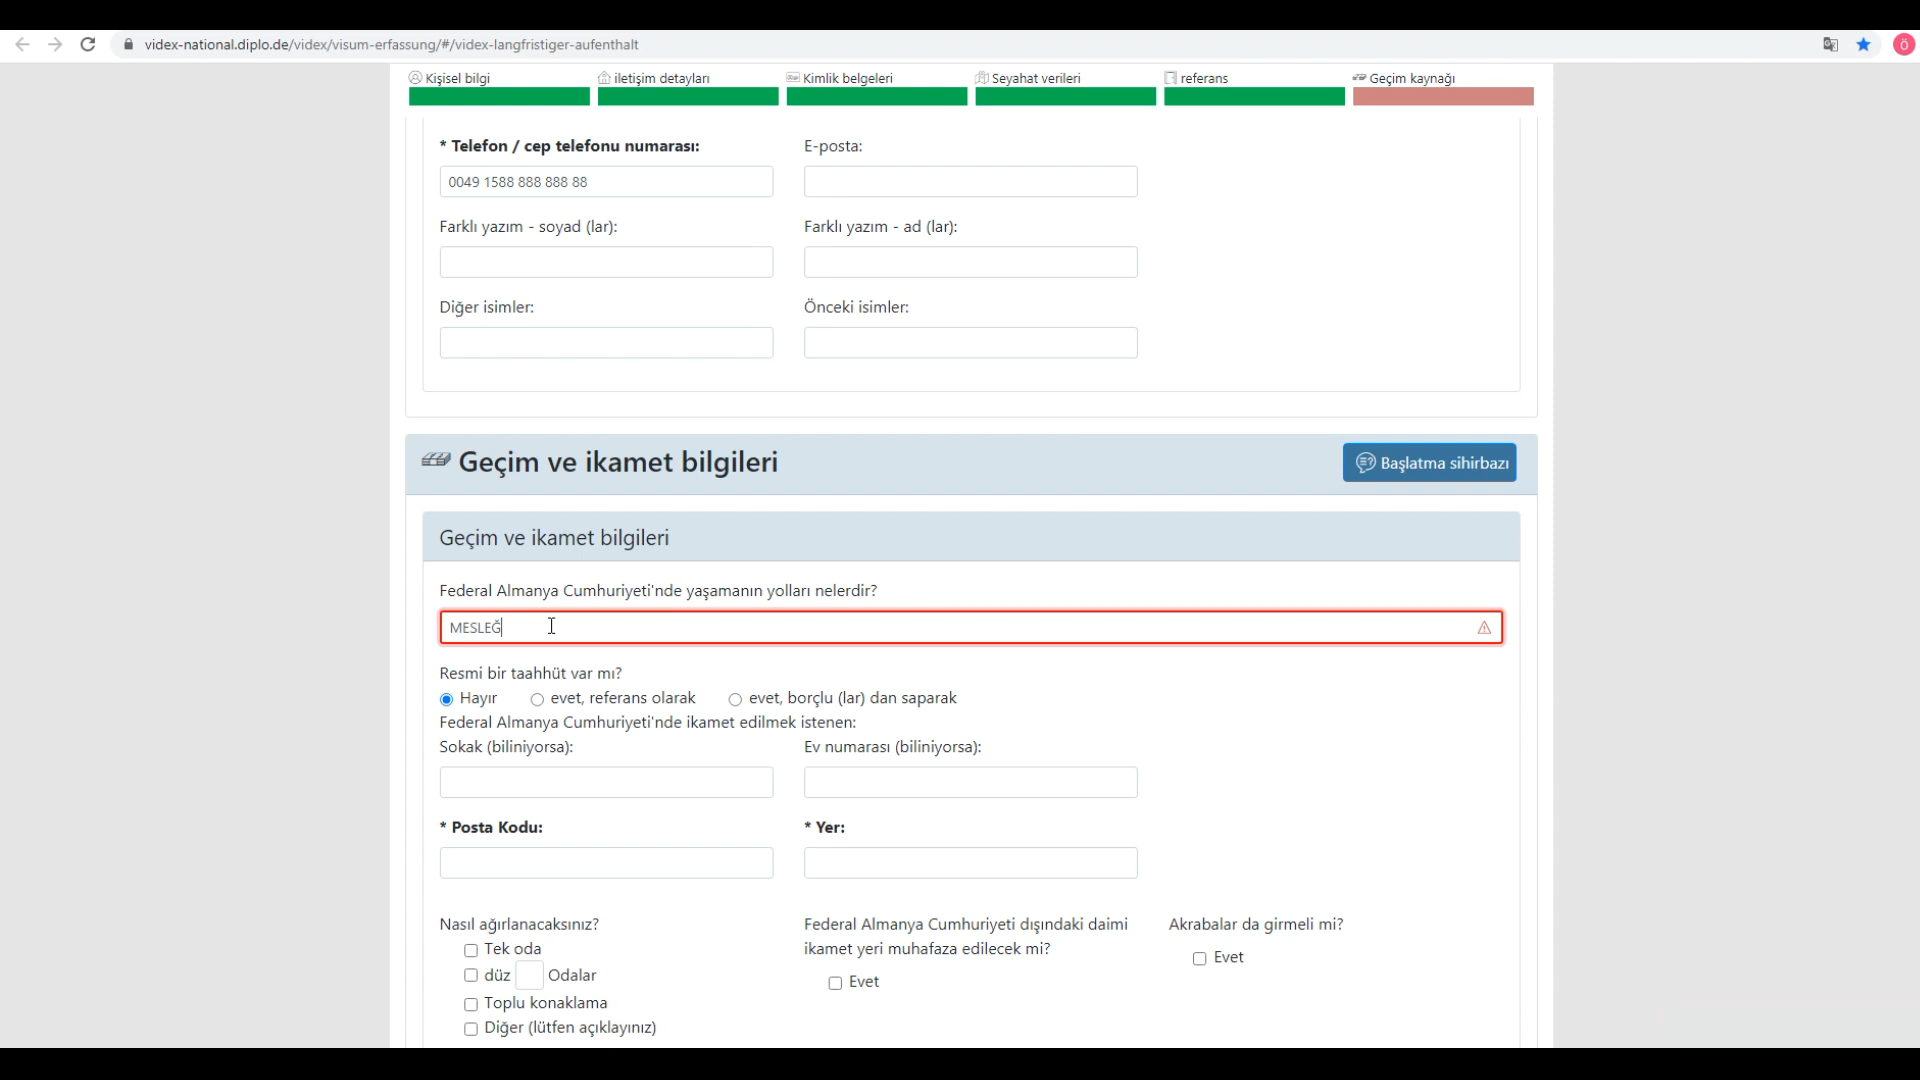 videx-national.diplo.de/videx/visum-erfassung/#/videx-langfristiger-aufenthalt
Ö
Kişisel bilgi
iletişim detayları
Kimlik belgeleri
Seyahat verileri
referans
Geçim kaynağı
* Telefon / cep telefonu numarası:
E-posta:
0049 1588 888 888 88
Farklı yazım - soyad (lar):
Farklı yazım - ad (lar):
Diğer isimler:
Önceki isimler:
Geçim ve ikamet bilgileri
Başlatma sihirbazı
Geçim ve ikamet bilgileri
Federal Almanya Cumhuriyeti'nde yaşamanın yolları nelerdir?
MESLEĞ
Resmi bir taahhüt var mı?
Hayır
evet, referans olarak
evet, borçlu (lar) dan saparak
Federal Almanya Cumhuriyeti'nde ikamet edilmek istenen:
Sokak (biliniyorsa):
Ev numarası (biliniyorsa):
* Posta Kodu:
* Yer:
Nasıl ağırlanacaksınız?
Tek oda
düz Odalar
Toplu konaklama
Diğer (lütfen açıklayınız)
Federal Almanya Cumhuriyeti dışındaki daimi
ikamet yeri muhafaza edilecek mi?
Evet
Akrabalar da girmeli mi?
Evet